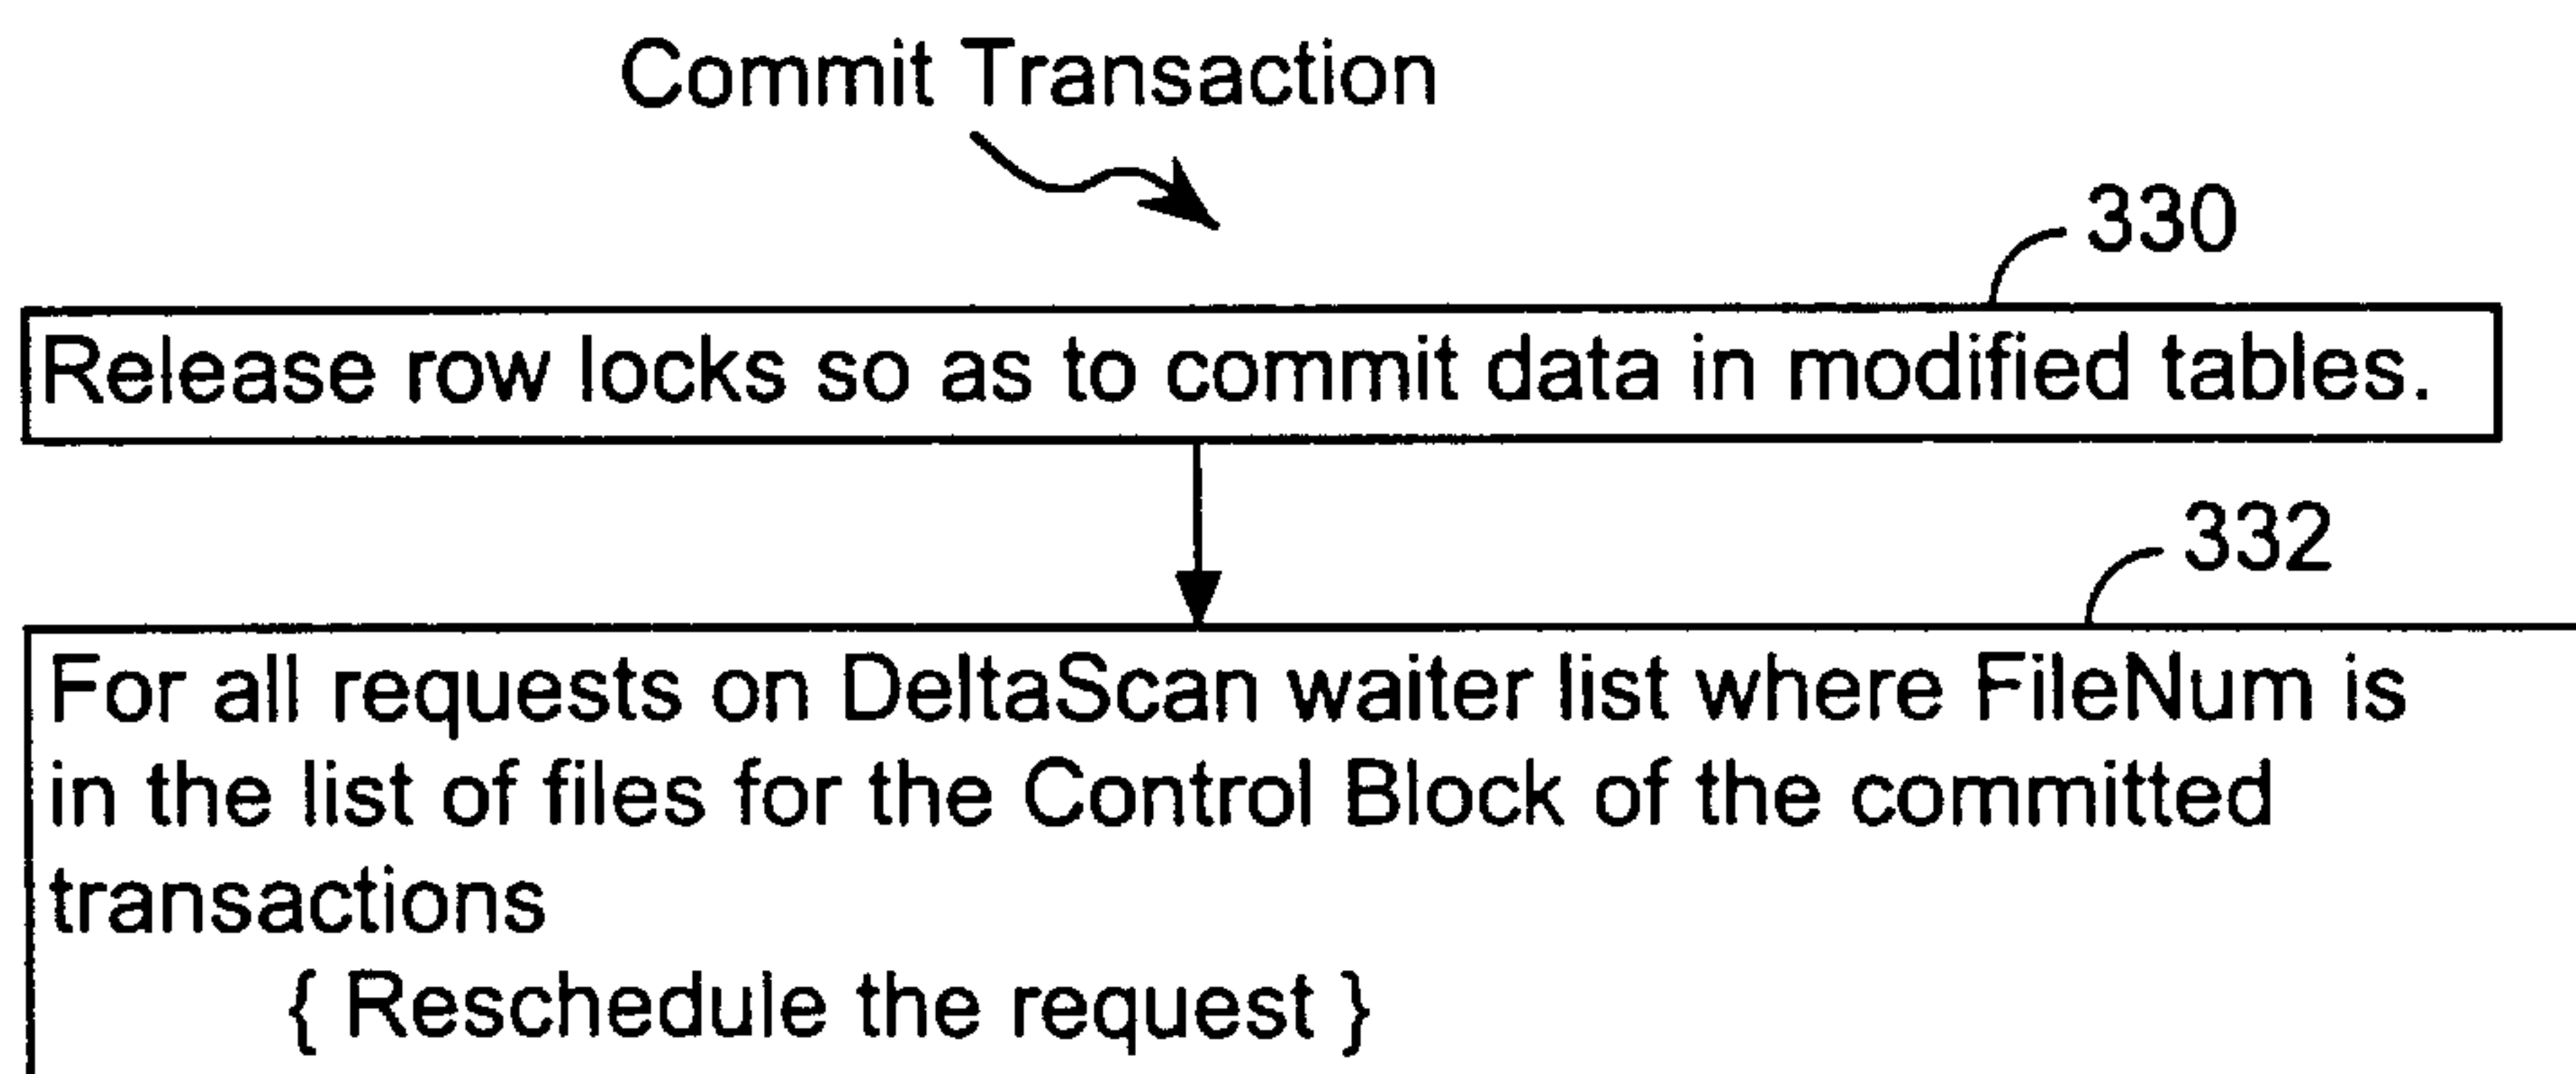 Commit Transaction
330
Release row locks so as to commit data in modified tables.
332
For all requests on DeltaScan waiter list where FileNum is
in the list of files for the Control Block of the committed
transactions
{ Reschedule the request }